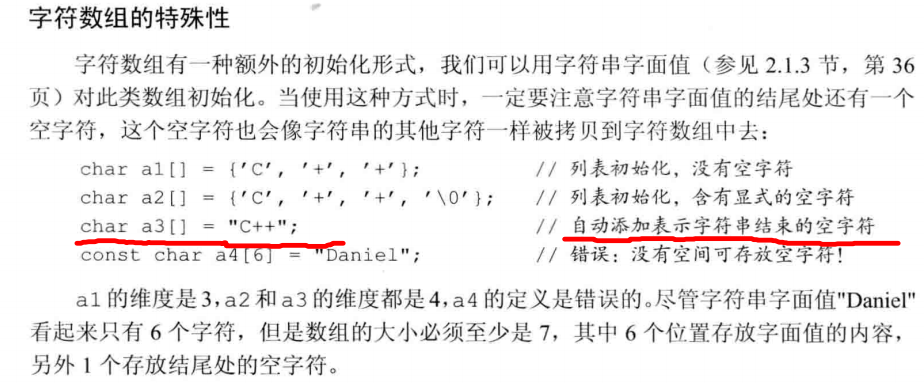 字符数组的特殊性
字符数组有一种额外的初始化形式，我们可以用字符串字面值（参见 2.1.3 节，第 36
页）对此类数组初始化。当使用这种方式时，一定要注意字符串字面值的结尾处还有一个
空字符，这个空字符也会像字符串的其他字符一样被拷贝到字符数组中去：
char a1[] = {'C', '+', '+'}; // 列表初始化，没有空字符
char a2[] = {'C', '+', '+', '\0'}; // 列表初始化，含有显式的空字符
char a3[] = "C++"; // 自动添加表示字符串结束的空字符
const char a4[6] = "Daniel"; // 错误：没有空间可存放空字符！
a1 的维度是 3，a2 和 a3 的维度都是 4，a4 的定义是错误的。尽管字符串字面值"Daniel"
看起来只有 6 个字符，但是数组的大小必须至少是 7，其中 6 个位置存放字面值的内容，
另外 1 个存放结尾处的空字符。